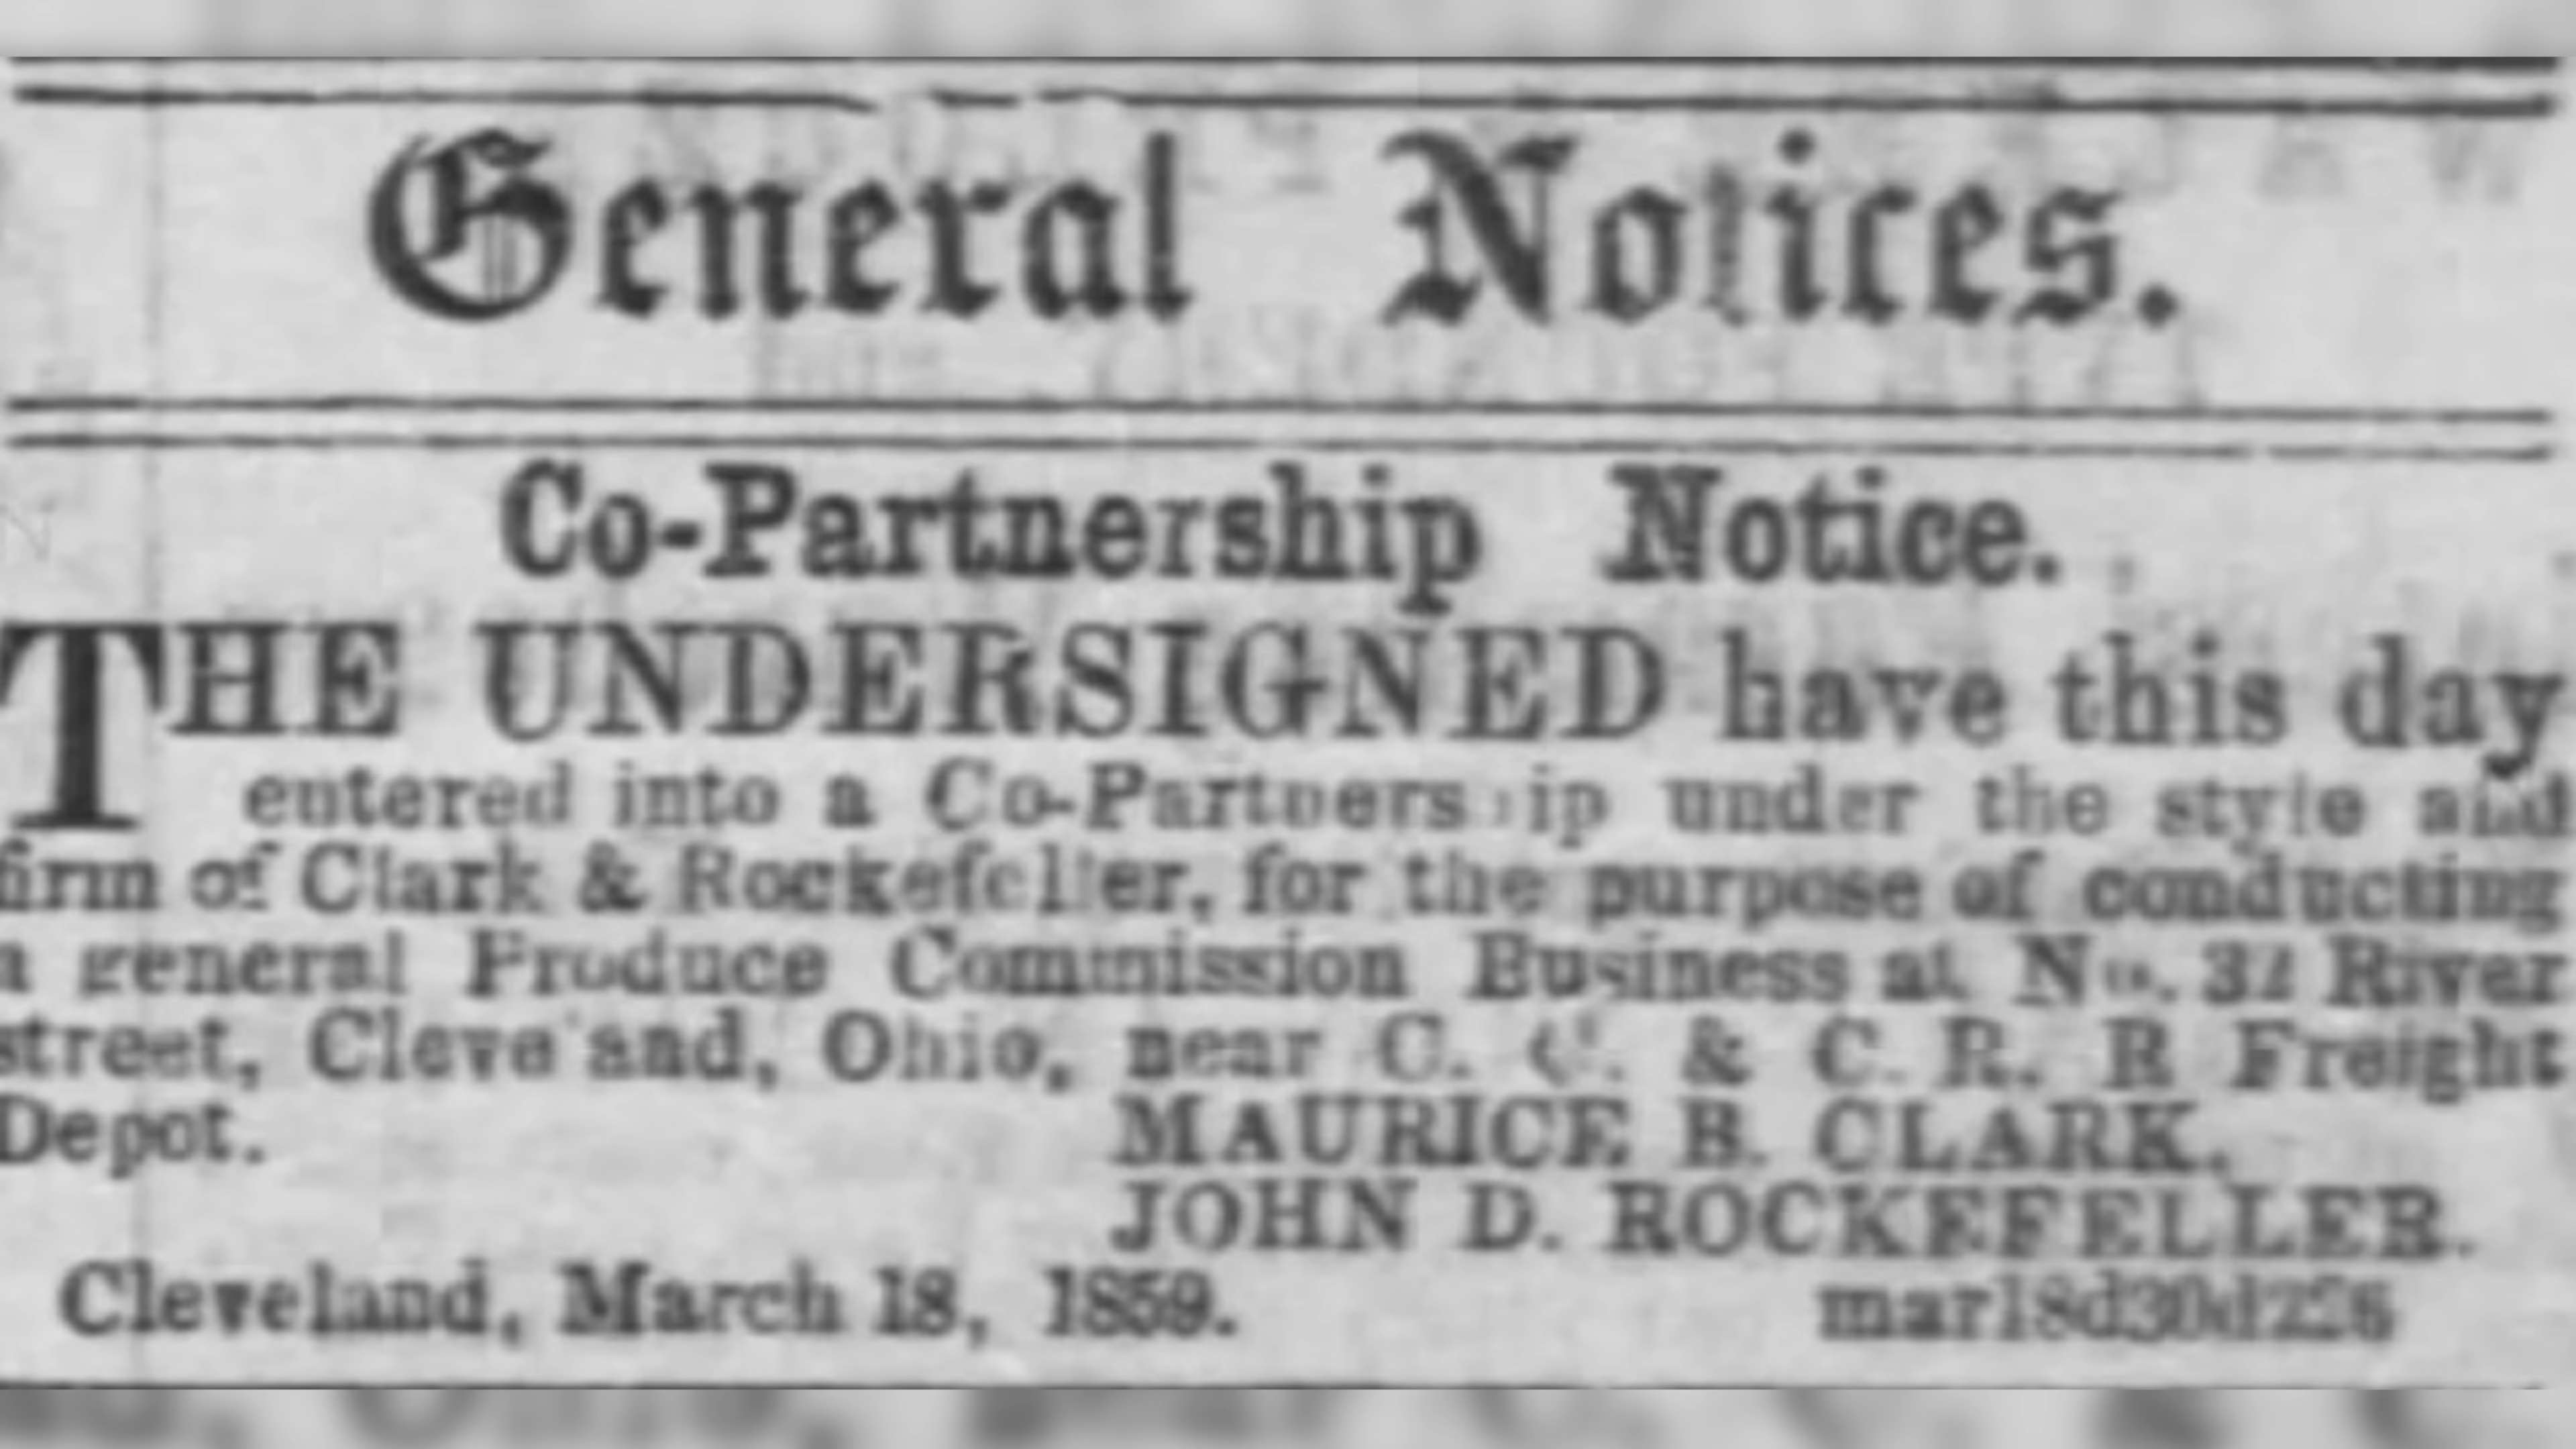 General Notices.
Co-Partnership Notice.
THE UNDERSIGNED have this day
entered into a Co-Partnership under the style and
firm of Clark & Rockefeller, for the purpose of conducting
a general Produce Commission Business at No. 32 River
street, Cleveland, Ohio, near C. C. & C. R. R Freight
Depot.
MAURICE B. CLARK,
JOHN D. ROCKEFELLER.
Cleveland, March 18, 1859.